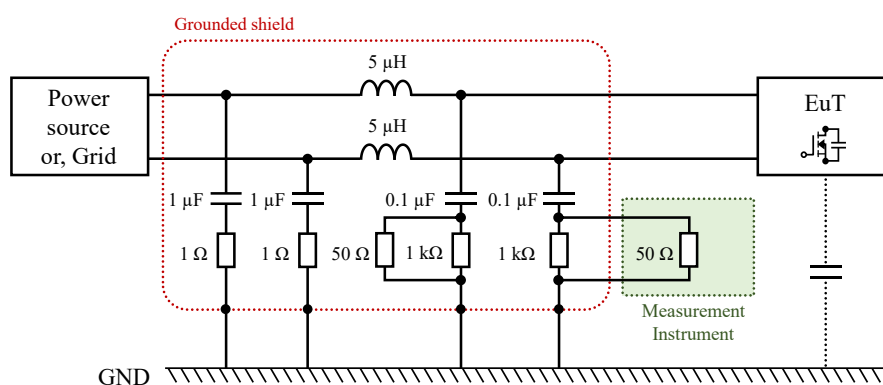 Grounded shield
5 µH
Power
source
or, Grid
EuT
5 µH
1 µF
1 µF
0.1 µF
0.1 µF
1 Ω
1 Ω
50 Ω
1 kΩ
1 kΩ
50 Ω
Measurement
Instrument
GND